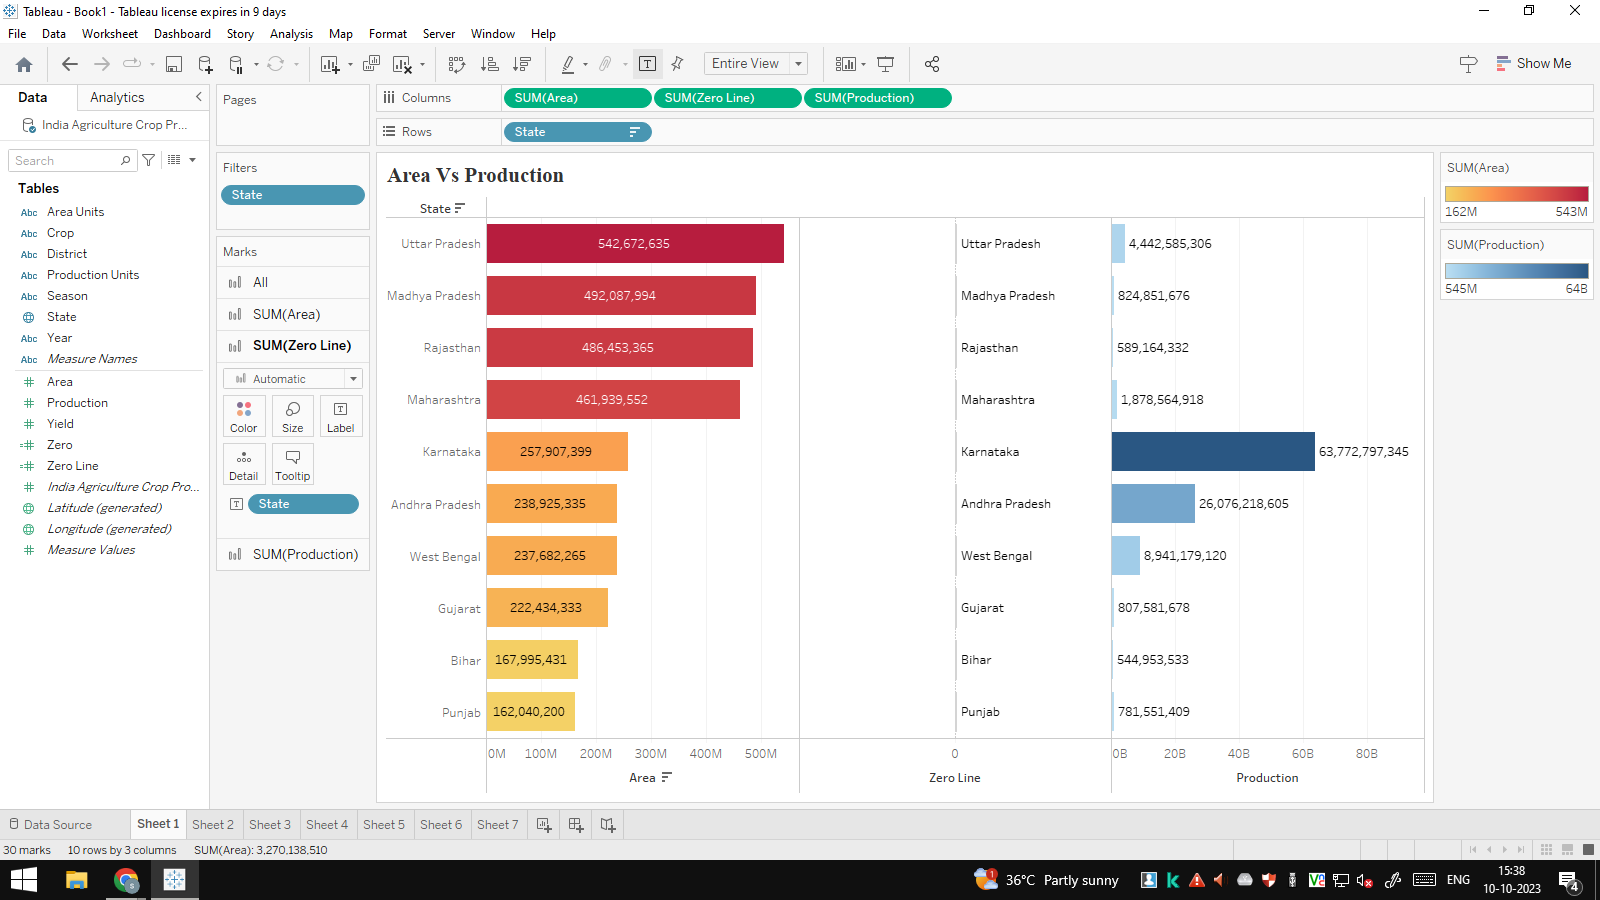 Tableau - Book1 - Tableau license expires in 9 days
File Data Worksheet Dashboard Story Analysis Map Format Server Window Help
Entire View
Show Me
Data Analytics
India Agriculture Crop Pr...
Search
Tables
Abc Area Units
Abc Crop
Abc District
Abc Production Units
Abc Season
State
Abc Year
Abc Measure Names
Area
Production
Yield
Zero
Zero Line
India Agriculture Crop Pro...
Latitude (generated)
Longitude (generated)
Measure Values
Pages
Filters
State
Marks
All
SUM(Area)
SUM(Zero Line)
Automatic
Color Size Label
Detail Tooltip
State
SUM(Production)
Columns SUM(Area) SUM(Zero Line) SUM(Production)
Rows State
Area Vs Production
State
Uttar Pradesh 542,672,635 Uttar Pradesh 4,442,585,306
Madhya Pradesh 492,087,994 Madhya Pradesh 824,851,676
Rajasthan 486,453,365 Rajasthan 589,164,332
Maharashtra 461,939,552 Maharashtra 1,878,564,918
Karnataka 257,907,399 Karnataka 63,772,797,345
Andhra Pradesh 238,925,335 Andhra Pradesh 26,076,218,605
West Bengal 237,682,265 West Bengal 8,941,179,120
Gujarat 222,434,333 Gujarat 807,581,678
Bihar 167,995,431 Bihar 544,953,533
Punjab 162,040,200 Punjab 781,551,409
0M 100M 200M 300M 400M 500M 0 0B 20B 40B 60B 80B
Area Zero Line Production
SUM(Area)
162M 543M
SUM(Production)
545M 64B
Data Source Sheet 1 Sheet 2 Sheet 3 Sheet 4 Sheet 5 Sheet 6 Sheet 7
30 marks 10 rows by 3 columns SUM(Area): 3,270,138,510
1 36°C Partly sunny ENG 15:38
10-10-2023 4